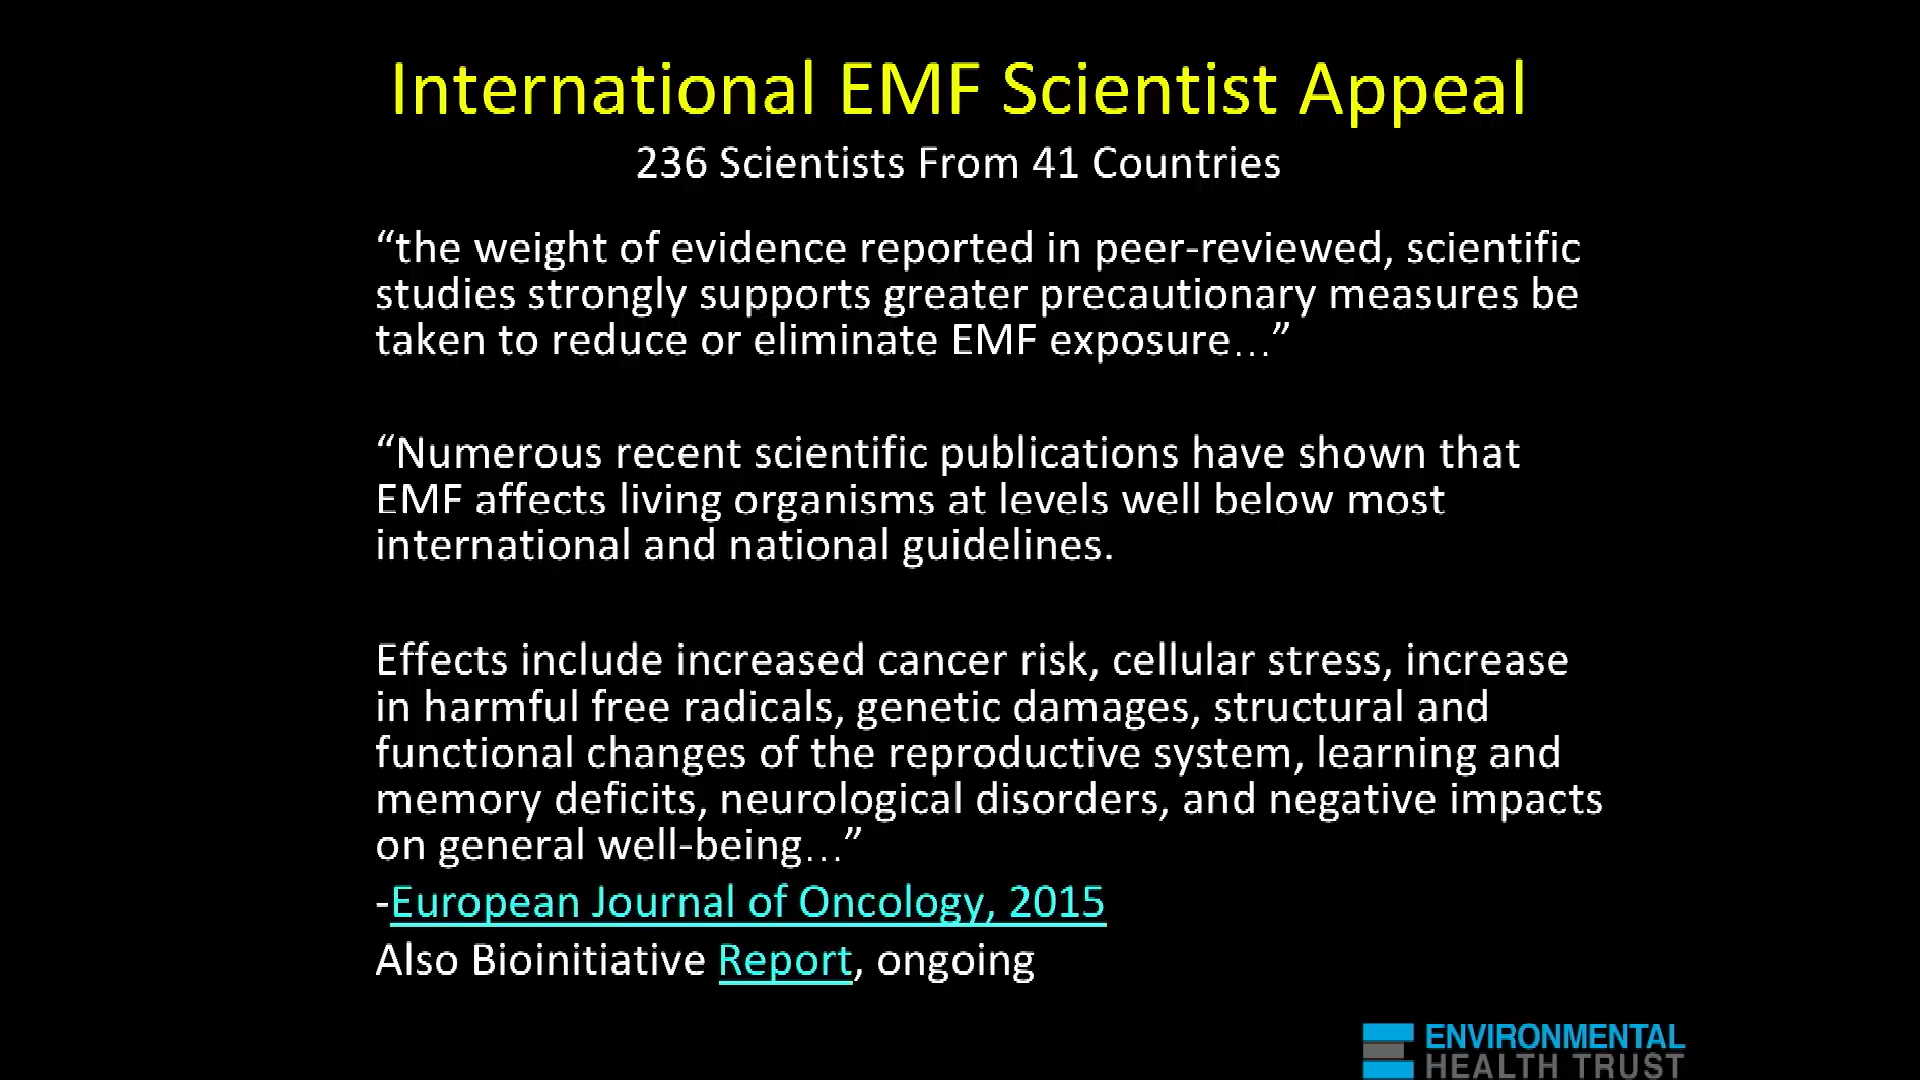 International EMF Scientist Appeal
236 Scientists From 41 Countries
“the weight of evidence reported in peer-reviewed, scientific
studies strongly supports greater precautionary measures be
taken to reduce or eliminate EMF exposure…”
“Numerous recent scientific publications have shown that
EMF affects living organisms at levels well below most
international and national guidelines.
Effects include increased cancer risk, cellular stress, increase
in harmful free radicals, genetic damages, structural and
functional changes of the reproductive system, learning and
memory deficits, neurological disorders, and negative impacts
on general well-being…”
-European Journal of Oncology, 2015
Also Bioinitiative Report, ongoing
ENVIRONMENTAL
HEALTH TRUST